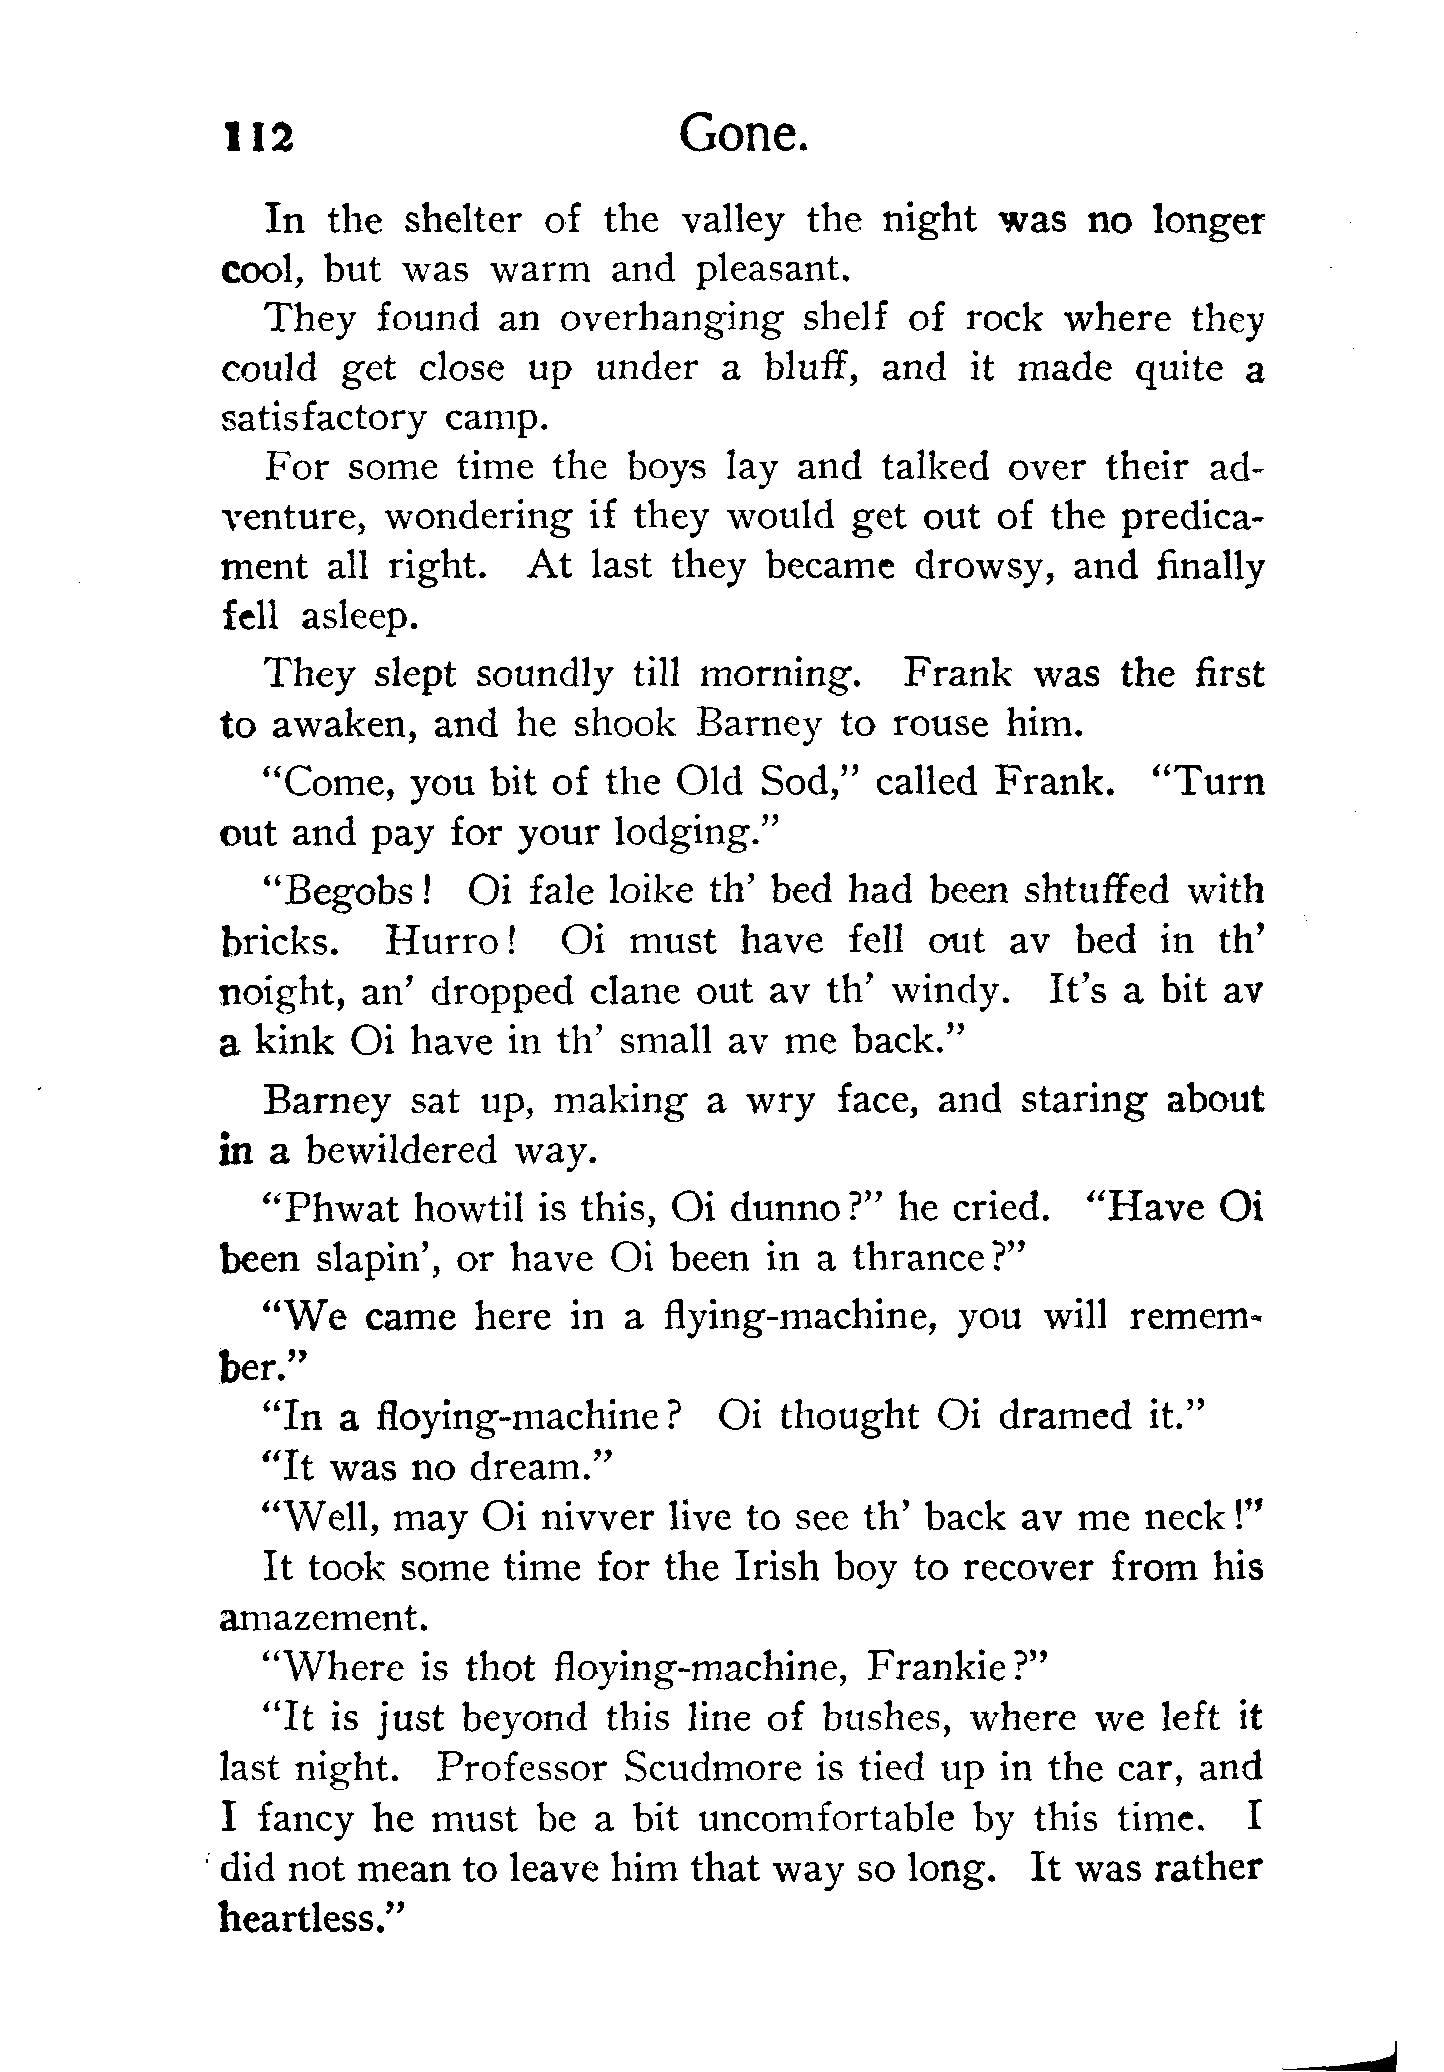 112 Gone.
In the shelter of the valley the night was no longer
cool, but was warm and pleasant.
They found an overhanging shelf of rock where they
could get close up under a bluff, and it made quite a
satisfactory camp.
For some time the boys lay and talked over their ad-
venture, wondering if they would get out of the predica-
ment all right. At last they became drowsy, and finally
fell asleep.
They slept soundly till morning. Frank was the first
to awaken, and he shook Barney to rouse him.
“Come, you bit of the Old Sod,” called Frank. “Turn
out and pay for your lodging.”
“Begobs! Oi fale loike th’ bed had been shtuffed with
bricks. Hurro! Oi must have fell out av bed in th’
noight, an’ dropped clane out av th’ windy. It’s a bit av
a kink Oi have in th’ small av me back.”
Barney sat up, making a wry face, and staring about
in a bewildered way.
“Phwat howtil is this, Oi dunno?” he cried. “Have Oi
been slapin’, or have Oi been in a thrance?”
“We came here in a flying-machine, you will remem-
ber.”
“In a floying-machine? Oi thought Oi dramed it.”
“It was no dream.”
“Well, may Oi nivver live to see th’ back av me neck!”
It took some time for the Irish boy to recover from his
amazement.
“Where is thot floying-machine, Frankie?”
“It is just beyond this line of bushes, where we left it
last night. Professor Scudmore is tied up in the car, and
I fancy he must be a bit uncomfortable by this time. I
did not mean to leave him that way so long. It was rather
heartless.”